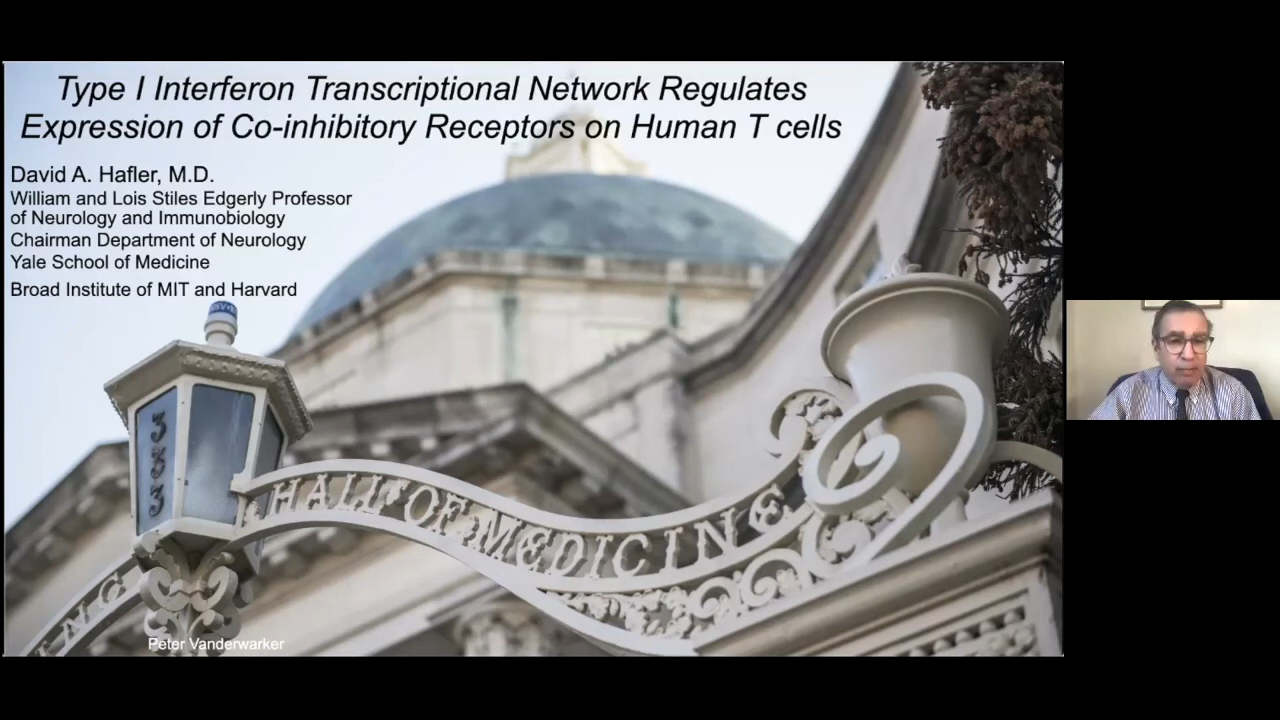 Type I Interferon Transcriptional Network Regulates
Expression of Co-inhibitory Receptors on Human T cells
David A. Hafler, M.D.
William and Lois Stiles Edgerly Professor
of Neurology and Immunobiology
Chairman Department of Neurology
Yale School of Medicine
Broad Institute of MIT and Harvard
333
HALL OF MEDICINE
ING
Peter Vanderwarker